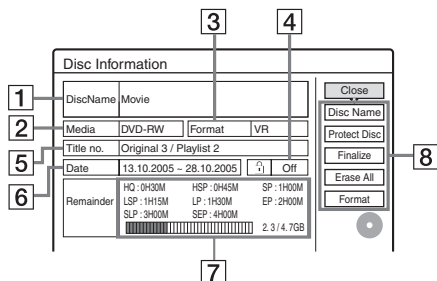 3
4
Disc Information
1
DiscName Movie
Close
Disc Name
2
Media DVD-RW Format VR
Protect Disc
5
Title no. Original 3 / Playlist 2
Finalize
8
6
Date 13.10.2005 ~ 28.10.2005 Off
Erase All
Format
Remainder
HQ : 0H30M HSP : 0H45M SP : 1H00M
LSP : 1H15M LP : 1H30M EP : 2H00M
SLP : 3H00M SEP : 4H00M
2. 3 / 4. 7GB
7